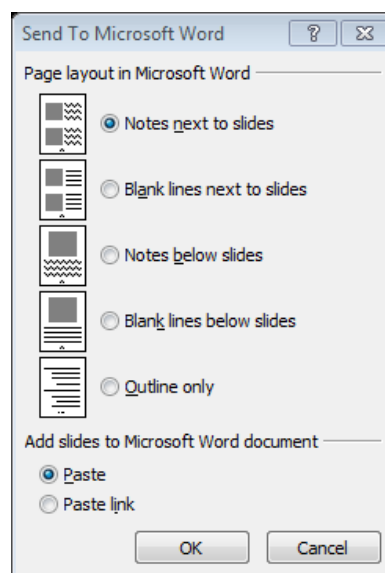 Send To Microsoft Word
Page layout in Microsoft Word
Notes next to slides
Blank lines next to slides
Notes below slides
Blank lines below slides
Outline only
Add slides to Microsoft Word document
Paste
Paste link
OK Cancel